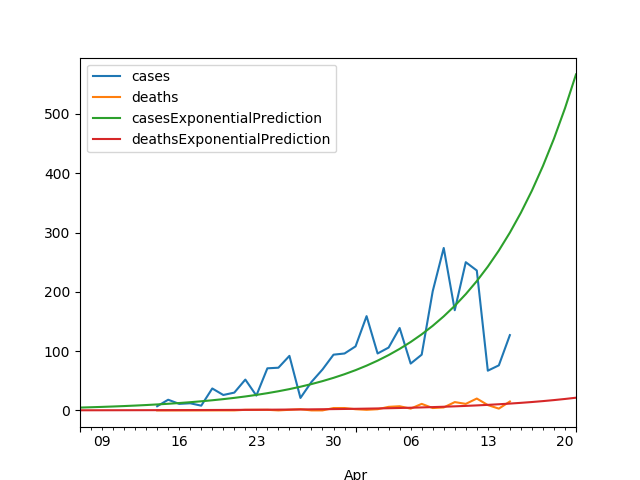 cases
deaths
casesExponentialPrediction
deathsExponentialPrediction
500
400
300
200
100
0
09 16 23 30 06 13 20
Apr